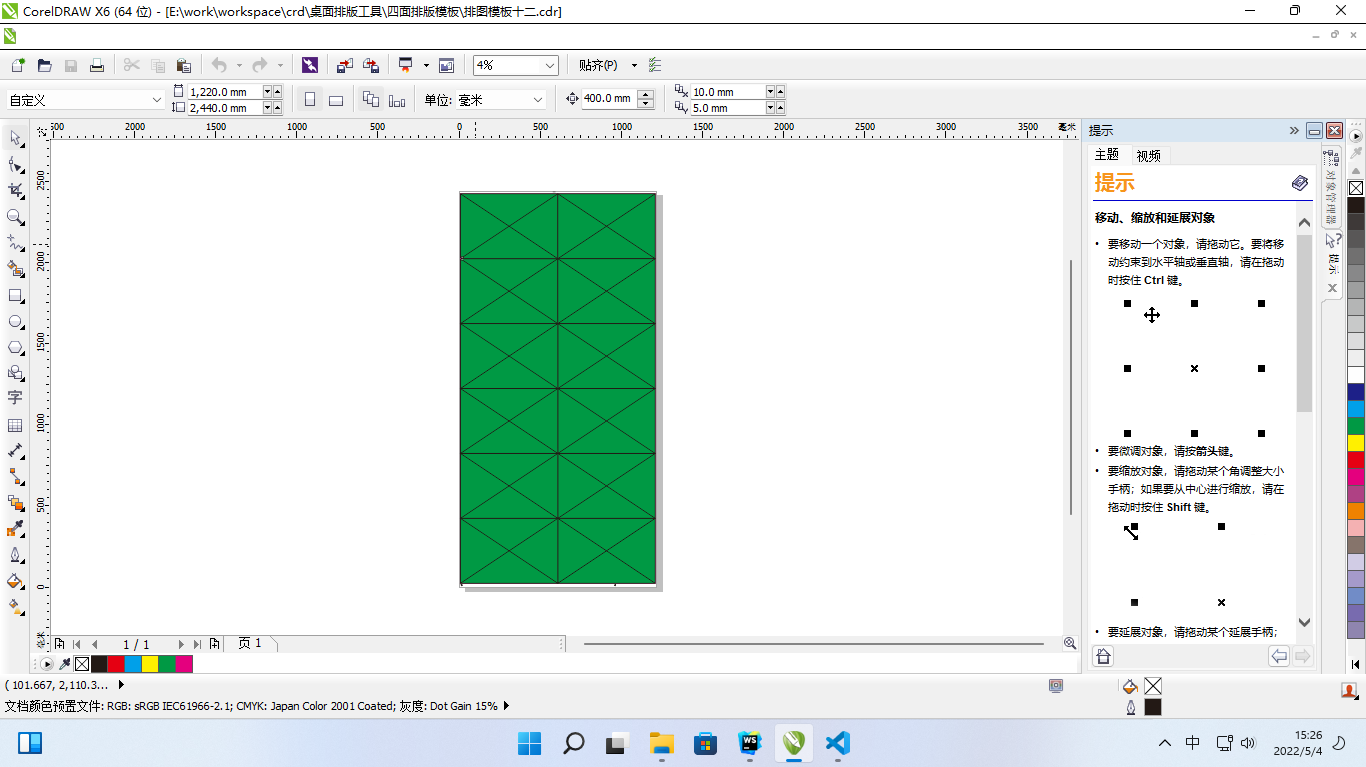 CorelDRAW X6 (64 位) - [E:\work\workspace\crd\桌面排版工具\四面排版模板\排图模板十二.cdr]
4%
贴齐(P)
自定义
1,220.0 mm
2,440.0 mm
单位: 毫米
400.0 mm
10.0 mm
5.0 mm
2000 1500 1000 500 0 500 1000 1500 2000 2500 3000 3500 毫米
2500
2000
1500
1000
500
0
毫米
提示
主题
视频
提示
移动、缩放和延展对象
• 要移动一个对象，请拖动它。要将移
动约束到水平轴或垂直轴，请在拖动
时按住 Ctrl 键。
• 要微调对象，请按箭头键。
• 要缩放对象，请拖动某个角调整大小
手柄；如果要从中心进行缩放，请在
拖动时按住 Shift 键。
• 要延展对象，请拖动某个延展手柄；
对象管理器
提示
字
1 / 1
页 1
( 101.667, 2,110.3...
文档颜色预置文件: RGB: sRGB IEC61966-2.1; CMYK: Japan Color 2001 Coated; 灰度: Dot Gain 15%
WS
中
15:26
2022/5/4